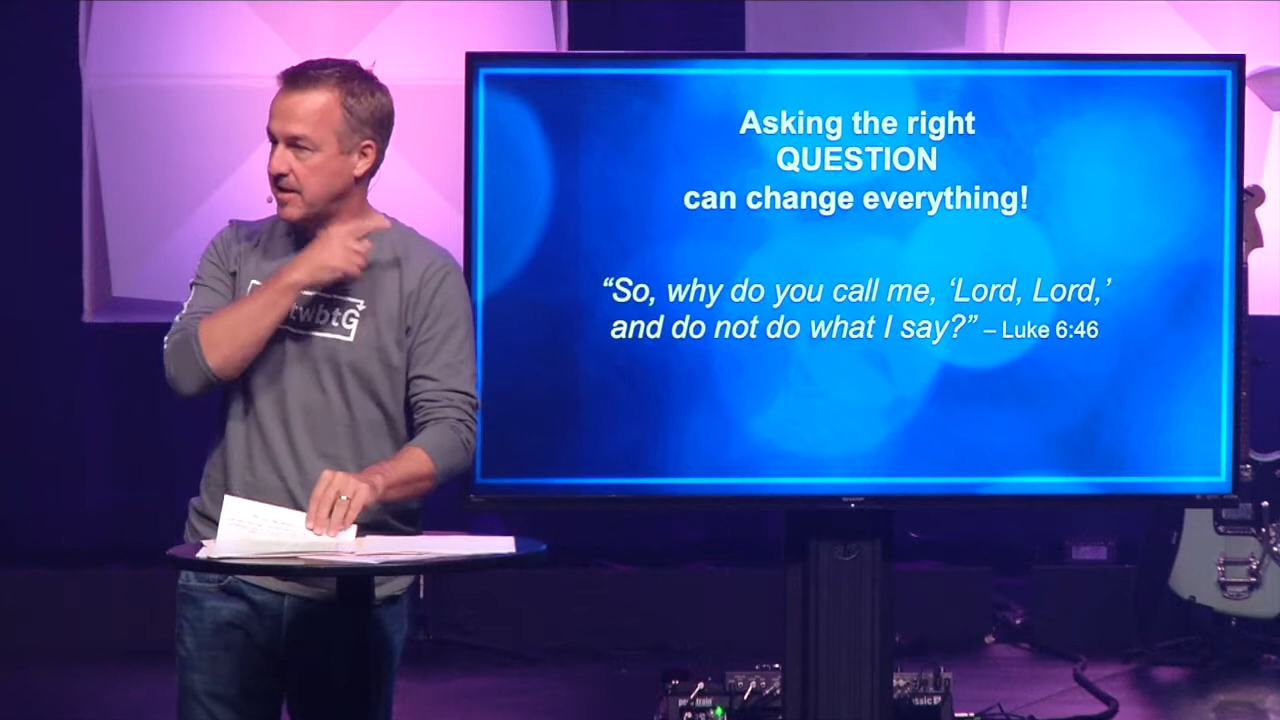 Asking the right
QUESTION
can change everything!
“So, why do you call me, ‘Lord, Lord,’
and do not do what I say?” – Luke 6:46
twbtG
SHARP